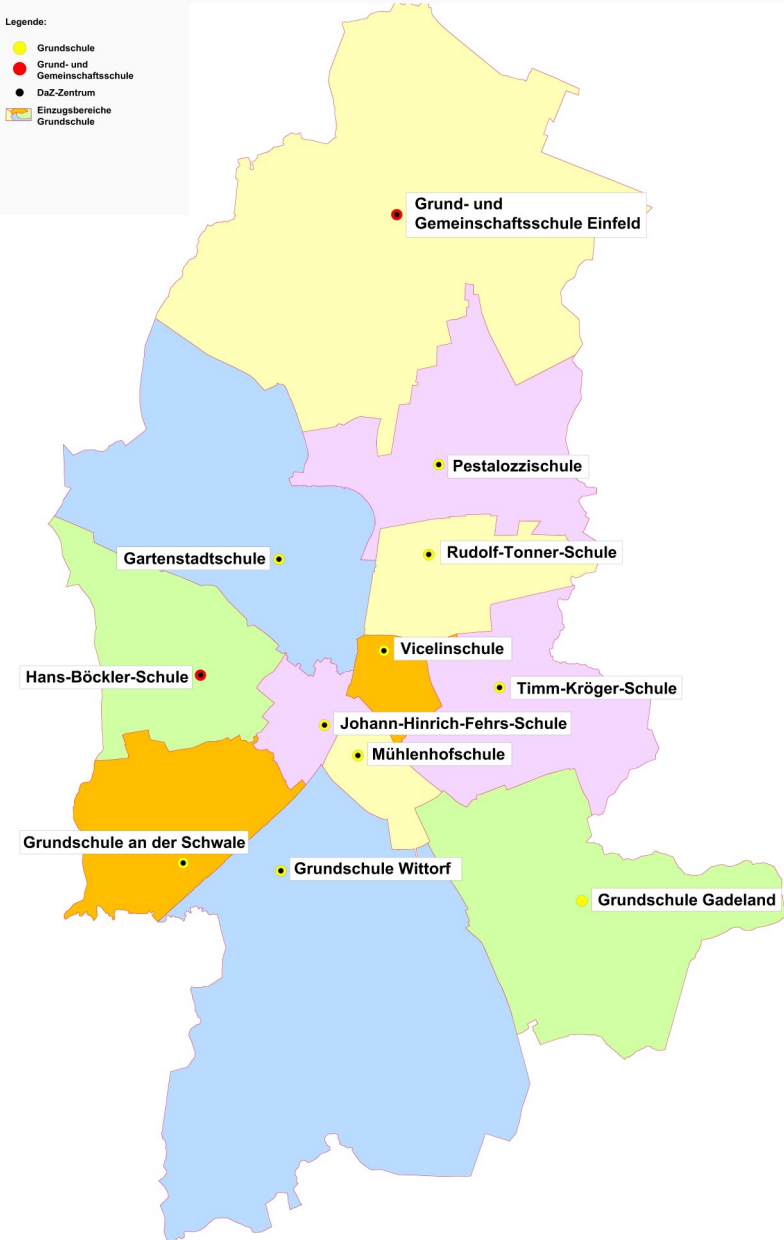 Legende:
Grundschule
Grund- und
Gemeinschaftsschule
DaZ-Zentrum
Einzugsbereiche
Grundschule
Grund- und
Gemeinschaftsschule Einfeld
Pestalozzischule
Rudolf-Tonner-Schule
Gartenstadtschule
Vicelinschule
Hans-Böckler-Schule
Timm-Kröger-Schule
Johann-Hinrich-Fehrs-Schule
Mühlenhofschule
Grundschule an der Schwale
Grundschule Wittorf
Grundschule Gadeland